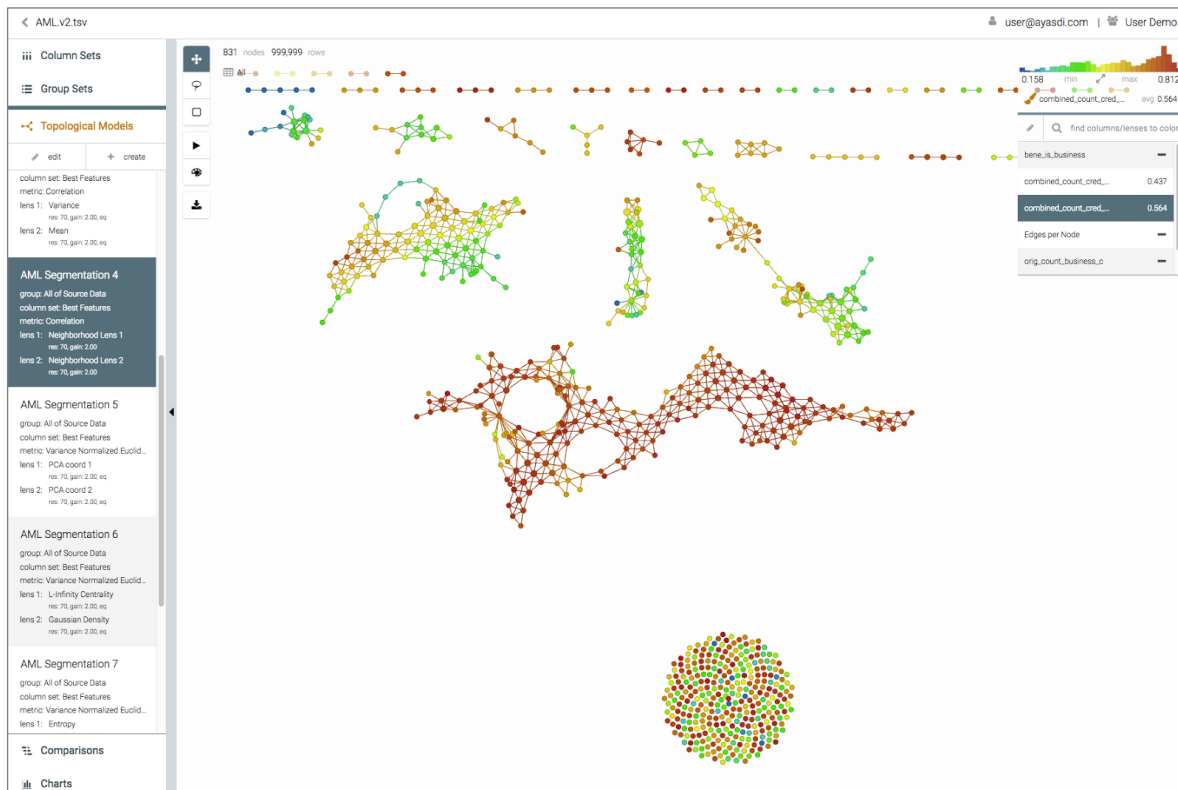 AML.v2.tsv
user@ayasdi.com | User Demo
Column Sets
Group Sets
Topological Models
edit
create
column set: Best Features
metric: Correlation
lens 1: Variance
res: 70, gain: 2.00, eq
lens 2: Mean
res: 70, gain: 2.00, eq
AML Segmentation 4
group: All of Source Data
column set: Best Features
metric: Correlation
lens 1: Neighborhood Lens 1
res: 70, gain: 2.00
lens 2: Neighborhood Lens 2
res: 70, gain: 2.00
AML Segmentation 5
group: All of Source Data
column set: Best Features
metric: Variance Normalized Euclid...
lens 1: PCA coord 1
res: 70, gain: 2.00, eq
lens 2: PCA coord 2
res: 70, gain: 2.00, eq
AML Segmentation 6
group: All of Source Data
column set: Best Features
metric: Variance Normalized Euclid...
lens 1: L-Infinity Centrality
res: 70, gain: 2.00, eq
lens 2: Gaussian Density
res: 70, gain: 2.00, eq
AML Segmentation 7
group: All of Source Data
column set: Best Features
metric: Variance Normalized Euclid...
lens 1: Entropy
Comparisons
Charts
831 nodes 999,999 rows
All
0.158 min max 0.812
combined_count_cred_... avg 0.564
find columns/lenses to color
bene_is_business
combined_count_cred_... 0.437
combined_count_cred_... 0.564
Edges per Node
orig_count_business_c